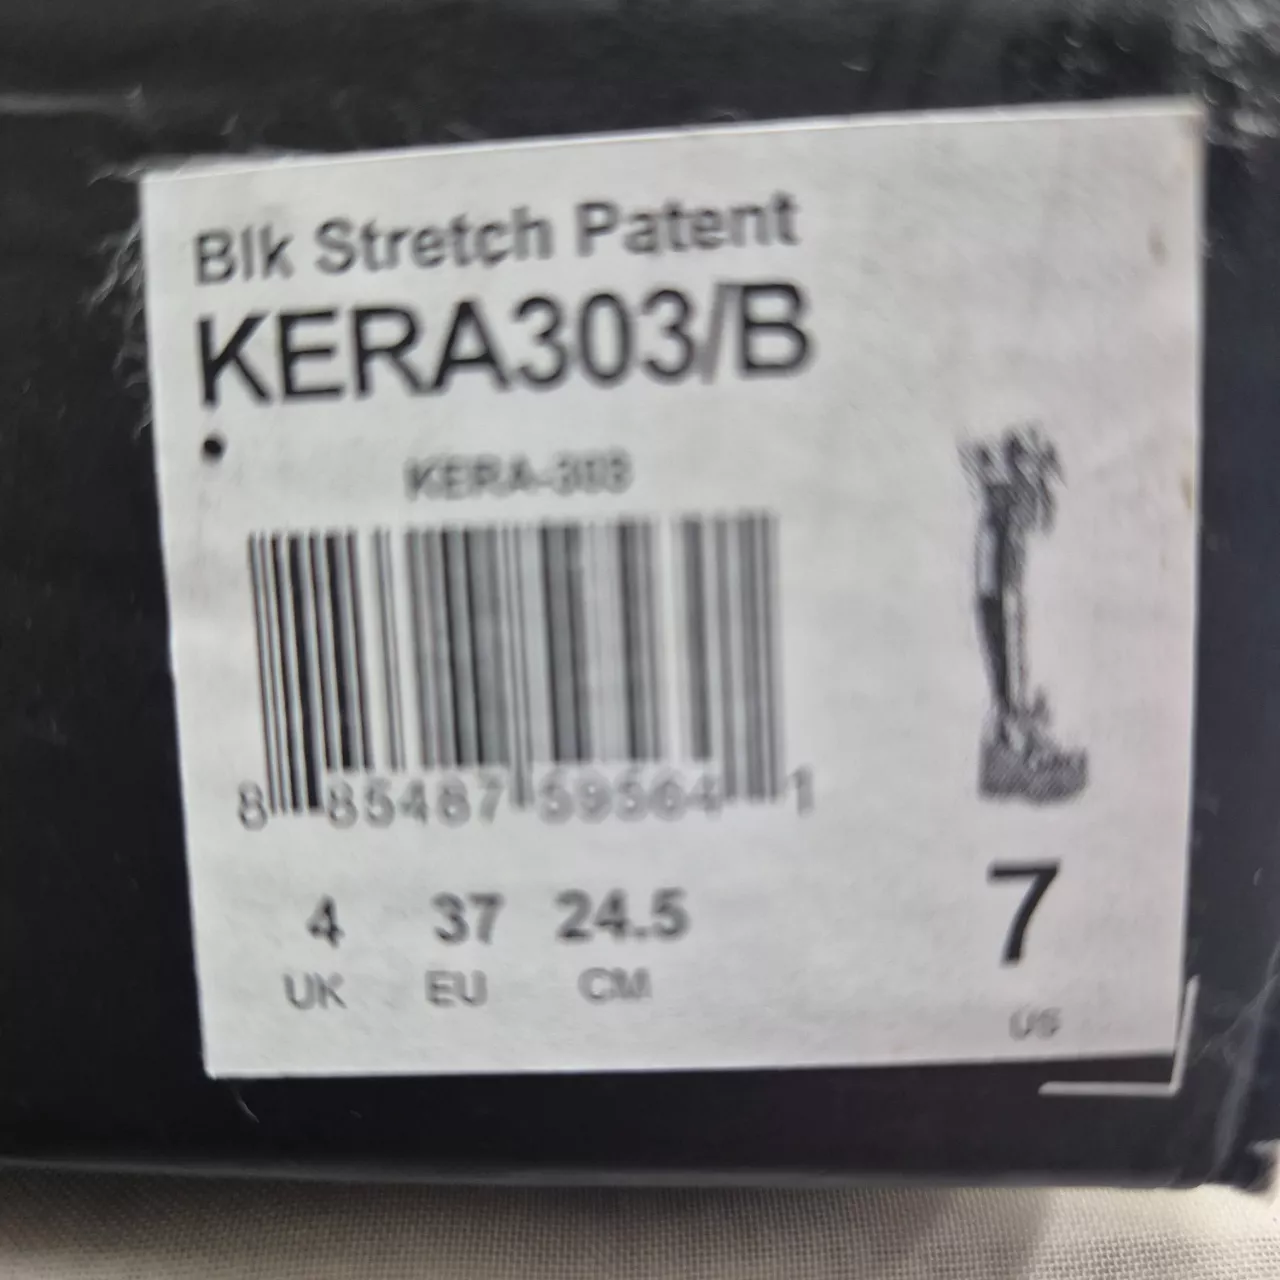 Blk Stretch Patent
KERA303/B
KERA-303
8 85487 59564 1
4 37 24.5 7
UK EU CM US